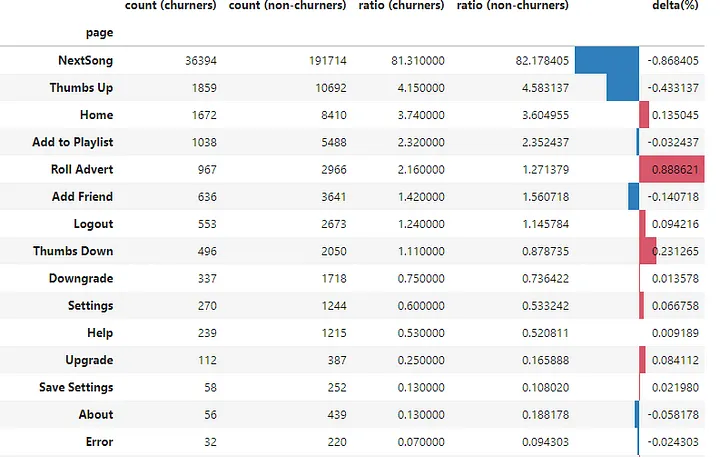 count (churners) count (non-churners) ratio (churners) ratio (non-churners) delta(%)
page
NextSong 36394 191714 81.310000 82.178405 -0.868405
Thumbs Up 1859 10692 4.150000 4.583137 -0.433137
Home 1672 8410 3.740000 3.604955 0.135045
Add to Playlist 1038 5488 2.320000 2.352437 -0.032437
Roll Advert 967 2966 2.160000 1.271379 0.888621
Add Friend 636 3641 1.420000 1.560718 -0.140718
Logout 553 2673 1.240000 1.145784 0.094216
Thumbs Down 496 2050 1.110000 0.878735 0.231265
Downgrade 337 1718 0.750000 0.736422 0.013578
Settings 270 1244 0.600000 0.533242 0.066758
Help 239 1215 0.530000 0.520811 0.009189
Upgrade 112 387 0.250000 0.165888 0.084112
Save Settings 58 252 0.130000 0.108020 0.021980
About 56 439 0.130000 0.188178 -0.058178
Error 32 220 0.070000 0.094303 -0.024303